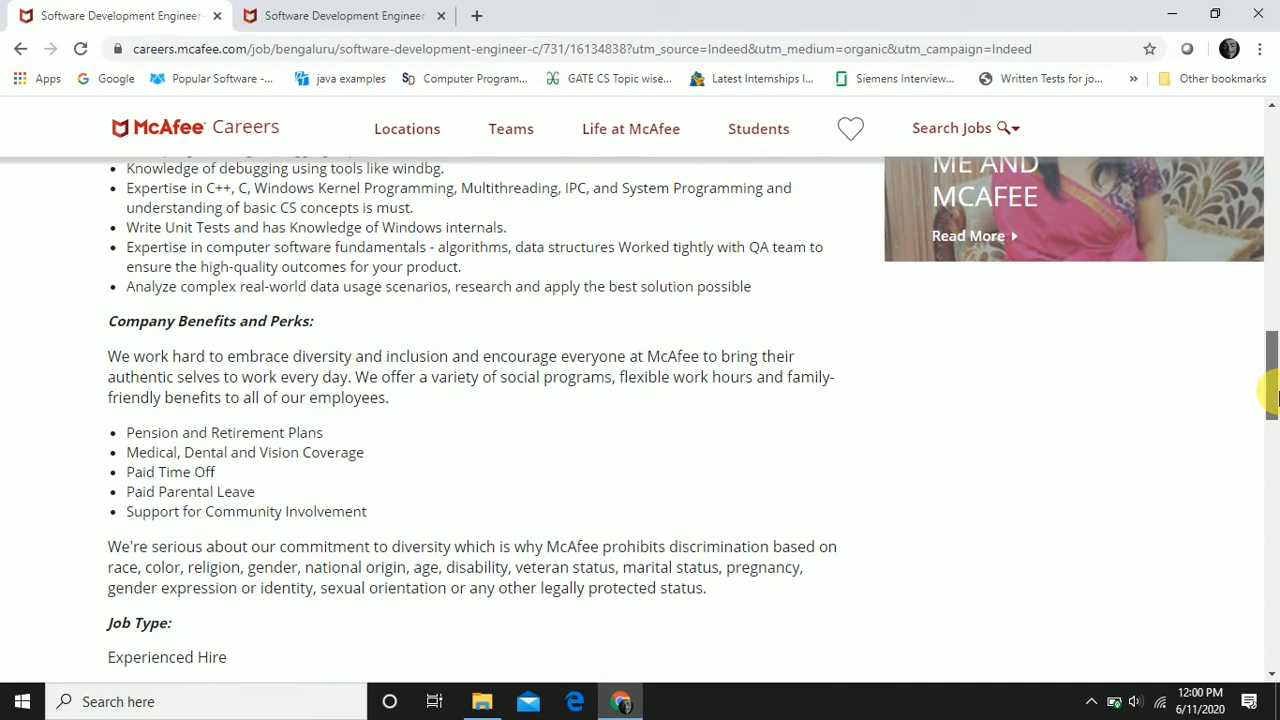 Software Development Engineer-
Software Development Engineer
careers.mcafee.com/job/bengaluru/software-development-engineer-c/731/16134838?utm_source=Indeed&utm_medium=organic&utm_campaign=Indeed
Apps
Google
Popular Software -...
java examples
Computer Program...
GATE CS Topic wise...
Latest Internships I...
Siemens Interview...
Written Tests for jo...
»
Other bookmarks
McAfee Careers
Locations
Teams
Life at McAfee
Students
Search Jobs
ME AND
MCAFEE
Read More
• Knowledge of debugging using tools like windbg.
• Expertise in C++, C, Windows Kernel Programming, Multithreading, IPC, and System Programming and
understanding of basic CS concepts is must.
• Write Unit Tests and has Knowledge of Windows internals.
• Expertise in computer software fundamentals - algorithms, data structures Worked tightly with QA team to
ensure the high-quality outcomes for your product.
• Analyze complex real-world data usage scenarios, research and apply the best solution possible
Company Benefits and Perks:
We work hard to embrace diversity and inclusion and encourage everyone at McAfee to bring their
authentic selves to work every day. We offer a variety of social programs, flexible work hours and family-
friendly benefits to all of our employees.
• Pension and Retirement Plans
• Medical, Dental and Vision Coverage
• Paid Time Off
• Paid Parental Leave
• Support for Community Involvement
We're serious about our commitment to diversity which is why McAfee prohibits discrimination based on
race, color, religion, gender, national origin, age, disability, veteran status, marital status, pregnancy,
gender expression or identity, sexual orientation or any other legally protected status.
Job Type:
Experienced Hire
Search here
12:00 PM
6/11/2020